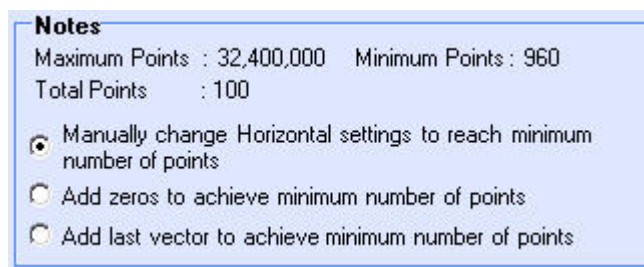 Notes
Maximum Points : 32,400,000 Minimum Points : 960
Total Points : 100
Manually change Horizontal settings to reach minimum
number of points
Add zeros to achieve minimum number of points
Add last vector to achieve minimum number of points